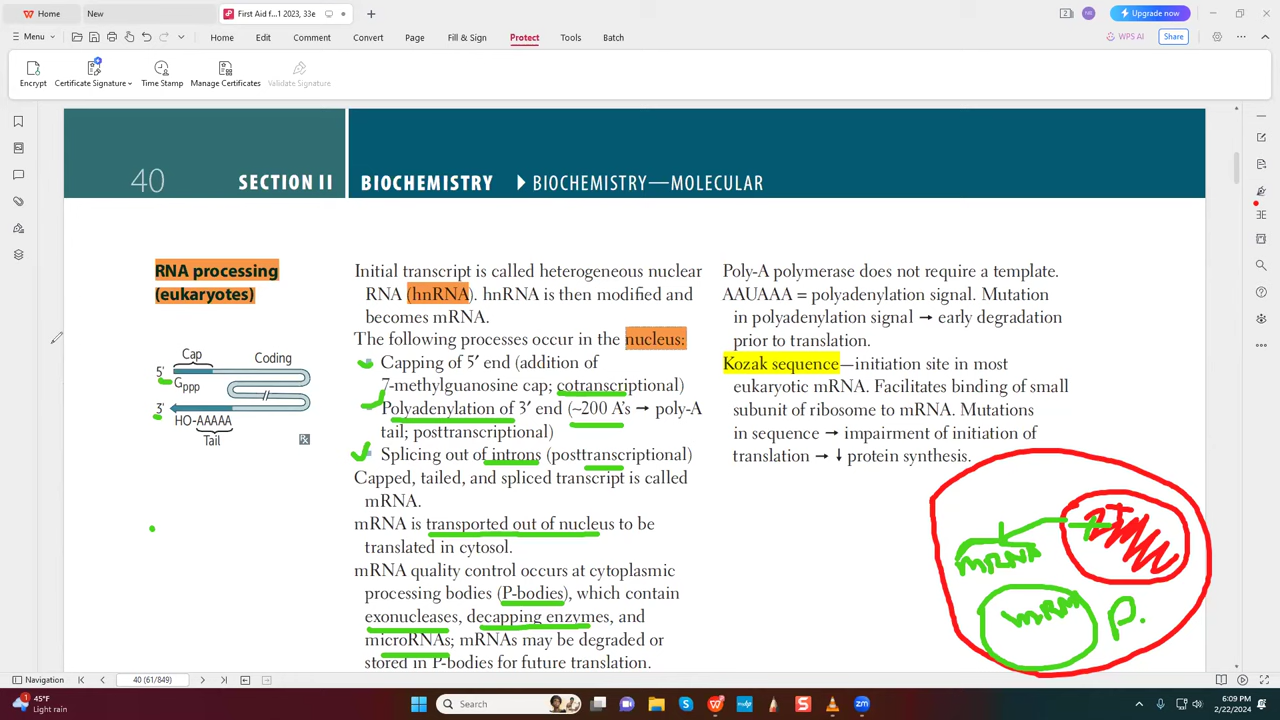 Home
New
First Aid f...1 2023, 33e
2
Upgrade now
Menu
Home
Edit
Comment
Convert
Page
Fill & Sign
Protect
Tools
Batch
WPS AI
Share
Encrypt
Certificate Signature
Time Stamp
Manage Certificates
Validate Signature
40
SECTION II
BIOCHEMISTRY
▶ BIOCHEMISTRY—MOLECULAR
RNA processing
(eukaryotes)
Cap
Coding
5′
Gppp
3′
HO-AAAAA
Tail
Initial transcript is called heterogeneous nuclear
RNA (hnRNA). hnRNA is then modified and
becomes mRNA.
The following processes occur in the nucleus:
Capping of 5′ end (addition of
7-methylguanosine cap; cotranscriptional)
Polyadenylation of 3′ end (~200 A's → poly-A
tail; posttranscriptional)
Splicing out of introns (posttranscriptional)
Capped, tailed, and spliced transcript is called
mRNA.
mRNA is transported out of nucleus to be
translated in cytosol.
mRNA quality control occurs at cytoplasmic
processing bodies (P-bodies), which contain
exonucleases, decapping enzymes, and
microRNAs; mRNAs may be degraded or
stored in P-bodies for future translation.
Poly-A polymerase does not require a template.
AAUAAA = polyadenylation signal. Mutation
in polyadenylation signal → early degradation
prior to translation.
Kozak sequence—initiation site in most
eukaryotic mRNA. Facilitates binding of small
subunit of ribosome to mRNA. Mutations
in sequence → impairment of initiation of
translation → ↓ protein synthesis.
mRNA
mRNA
P.
Navigation
40 (61/849)
150%
45°F
Light rain
Search
6:09 PM
2/22/2024